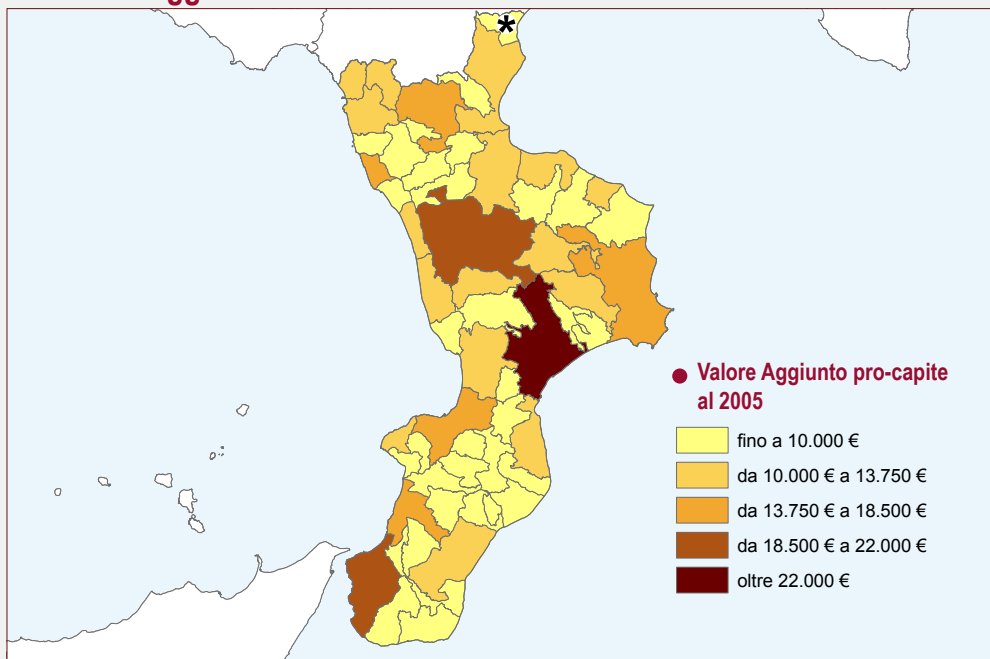 *
Valore Aggiunto pro-capite
al 2005
fino a 10.000 €
da 10.000 € a 13.750 €
da 13.750 € a 18.500 €
da 18.500 € a 22.000 €
oltre 22.000 €